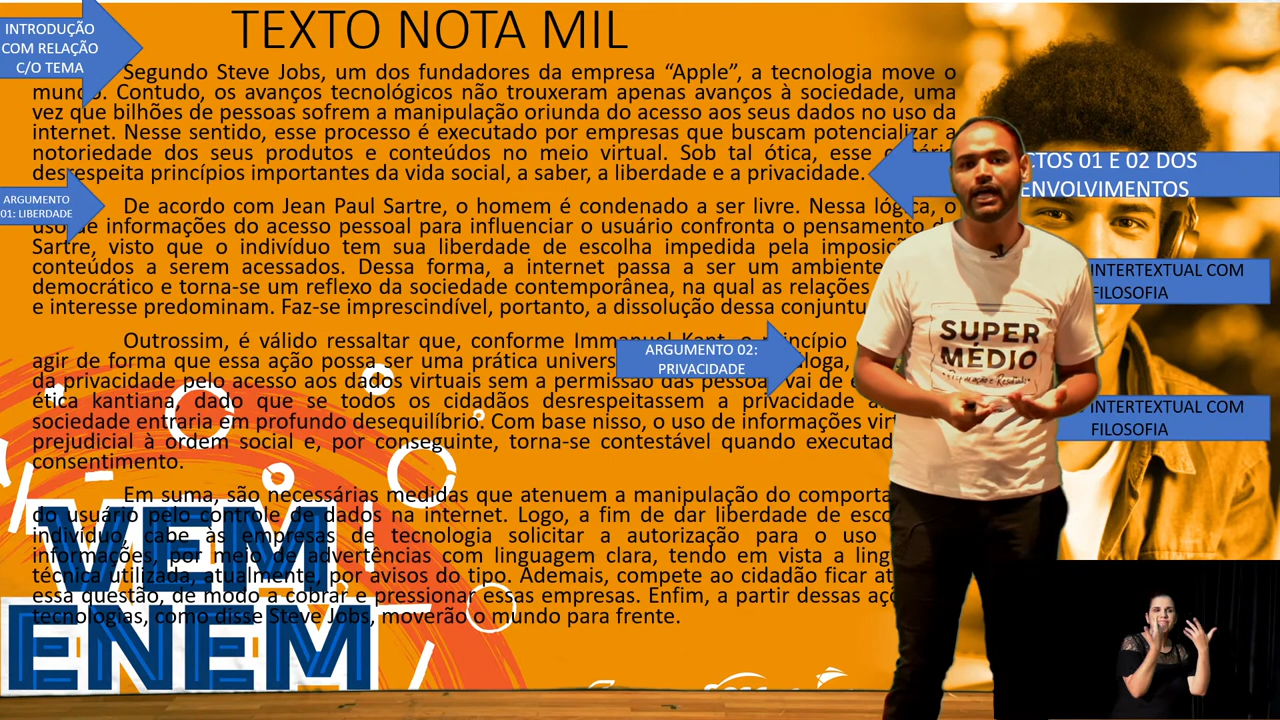 TEXTO NOTA MIL
INTRODUÇÃO
COM RELAÇÃO
C/O TEMA
Segundo Steve Jobs, um dos fundadores da empresa “Apple”, a tecnologia move o
mundo. Contudo, os avanços tecnológicos não trouxeram apenas avanços à sociedade, uma
vez que bilhões de pessoas sofrem a manipulação oriunda do acesso aos seus dados no uso da
internet. Nesse sentido, esse processo é executado por empresas que buscam potencializar a
notoriedade dos seus produtos e conteúdos no meio virtual. Sob tal ótica, esse
desrespeita princípios importantes da vida social, a saber, a liberdade e a privacidade.
01 E 02 DOS
ARGUMENTO
01: LIBERDADE
De acordo com Jean Paul Sartre, o homem é condenado a ser livre. Nessa lógica, o
uso de informações do acesso pessoal para influenciar o usuário confronta o pensamento
Sartre, visto que o indivíduo tem sua liberdade de escolha impedida pela
conteúdos a serem acessados. Dessa forma, a internet passa a ser um ambiente
democrático e torna-se um reflexo da sociedade contemporânea, na qual as relações
e interesse predominam. Faz-se imprescindível, portanto, a dissolução dessa
INTERTEXTUAL COM
FILOSOFIA
Outrossim, é válido ressaltar que, conforme Immanuel Kant, o princípio
agir de forma que essa ação possa ser uma prática
da privacidade pelo acesso aos dados virtuais sem a permissão das pessoas vai de
ética kantiana, dado que se todos os cidadãos desrespeitassem a privacidade
sociedade entraria em profundo desequilíbrio. Com base nisso, o uso de informações
prejudicial à ordem social e, por conseguinte, torna-se contestável quando
consentimento.
ARGUMENTO 02:
PRIVACIDADE
INTERTEXTUAL COM
FILOSOFIA
Em suma, são necessárias medidas que atenuem a manipulação do
do usuário pelo controle de dados na internet. Logo, a fim de dar liberdade de
indivíduo, cabe às empresas de tecnologia solicitar a autorização para o uso
informações, por meio de advertências com linguagem clara, tendo em vista a
técnica utilizada, atualmente, por avisos do tipo. Ademais, compete ao cidadão ficar
essa questão, de modo a cobrar e pressionar essas empresas. Enfim, a partir dessas
tecnologias, como disse Steve Jobs, moverão o mundo para frente.
VEM
ENEM
SUPER
MÉDIO